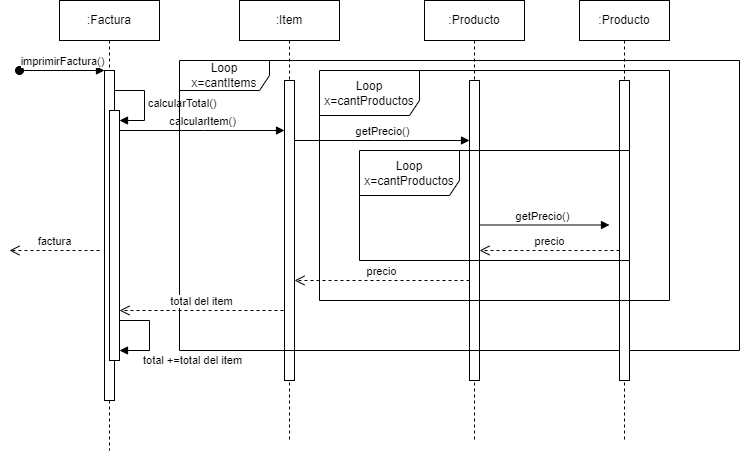 :Factura
:Item
:Producto
:Producto
imprimirFactura()
Loop
x=cantItems
Loop
x=cantProductos
calcularTotal()
calcularItem()
getPrecio()
Loop
x=cantProductos
getPrecio()
factura
precio
precio
total del item
total +=total del item